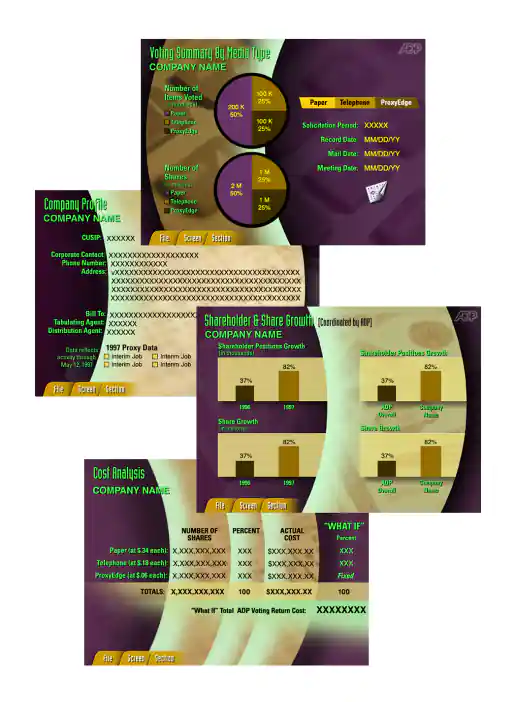 Voting Summary By Media Type
ADP
COMPANY NAME
Number of
Items Voted
Paper
Telephone
ProxyEdge
200 K
50%
100 K
25%
100 K
25%
Paper Telephone ProxyEdge
Solicitation Period: XXXXX
Record Date: MM/DD/YY
Mail Date: MM/DD/YY
Meeting Date: MM/DD/YY
Number of
Shares
Paper
Telephone
ProxyEdge
2 M
50%
1 M
25%
1 M
25%
File Screen Section
Company Profile
COMPANY NAME
CUSIP: XXXXXX
Corporate Contact: XXXXXXXXXXXXXXXXXXXX
Phone Number: XXXXXXXXXXXXX
Address:
Bill To:
Tabulating Agent: XXXXXX
Distribution Agent: XXXXXX
Data reflects
activity through
May 12, 1997
1997 Proxy Data
Interim Job Interim Job
Interim Job Interim Job
File Screen Section
Shareholder & Share Growth [Coordinated by ADP]
ADP
COMPANY NAME
Shareholder Positions Growth
(in thousands)
37% 82%
1996 1997
Shareholder Positions Growth
37% 82%
ADP Overall
Company Name
Share Growth
37% 82%
1996 1997
Share Growth
37% 82%
ADP Overall
Company Name
File Screen Section
Cost Analysis
COMPANY NAME
NUMBER OF SHARES PERCENT ACTUAL COST "WHAT IF" Percent
Paper (at $.34 each): X,XXX,XXX,XXX XXX $XXX,XXX.XX XXX
Telephone (at $.18 each): X,XXX,XXX,XXX XXX $XXX,XXX.XX XXX
ProxyEdge (at $.06 each): X,XXX,XXX,XXX XXX $XXX,XXX.XX Fixed
TOTALS: X,XXX,XXX,XXX 100 $XXX,XXX.XX 100
"What If" Total ADP Voting Return Cost: XXXXXXXX
File Screen Section